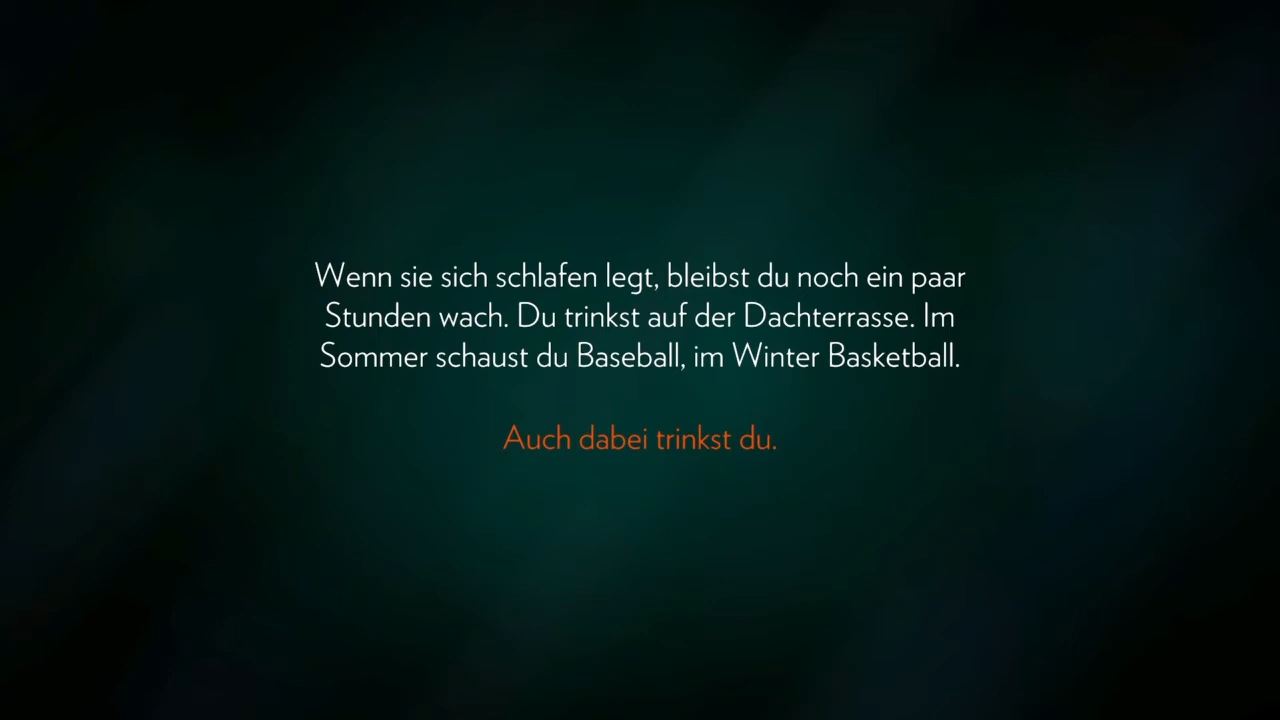 Wenn sie sich schlafen legt, bleibst du noch ein paar
Stunden wach. Du trinkst auf der Dachterrasse. Im
Sommer schaust du Baseball, im Winter Basketball.
Auch dabei trinkst du.